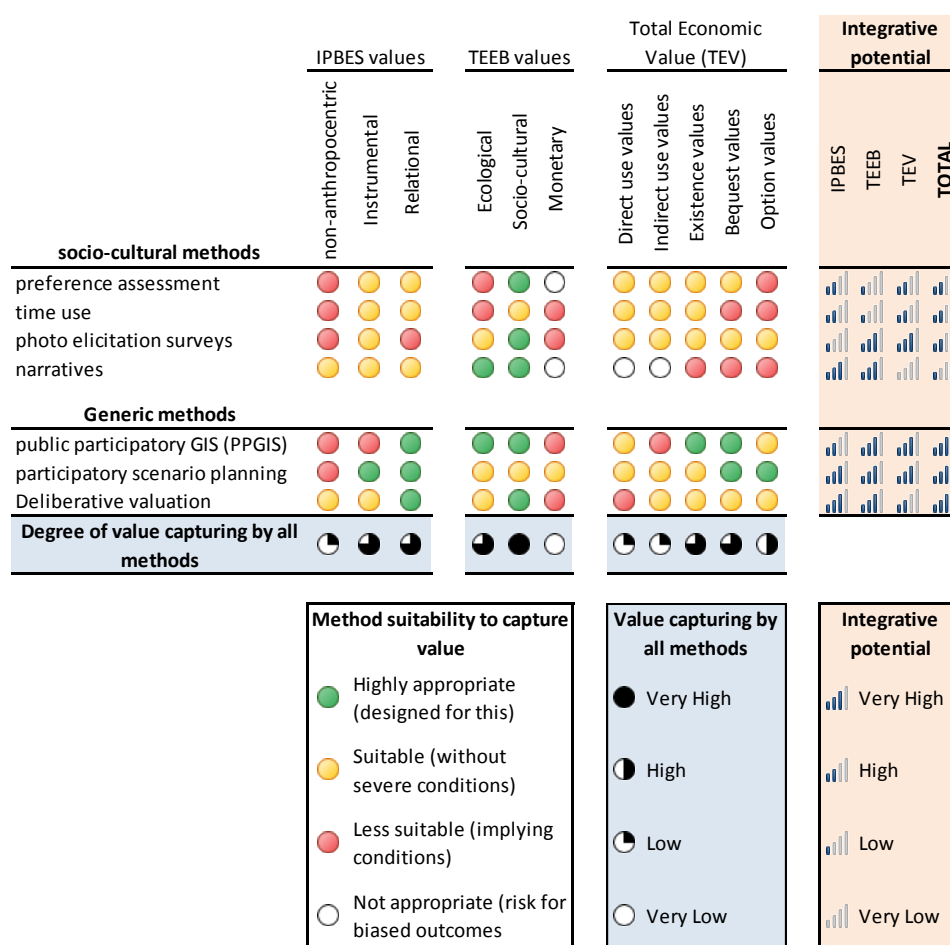 Total Economic Value (TEV)
Integrative potential
IPBES values
TEEB values
non-anthropocentric
Instrumental
Relational
Ecological
Socio-cultural
Monetary
Direct use values
Indirect use values
Existence values
Bequest values
Option values
IPBES
TEEB
TEV
TOTAL
socio-cultural methods
preference assessment
time use
photo elicitation surveys
narratives
Generic methods
public participatory GIS (PPGIS)
participatory scenario planning
Deliberative valuation
Degree of value capturing by all
methods
Method suitability to capture
value
Highly appropriate
(designed for this)
Suitable (without
severe conditions)
Less suitable (implying
conditions)
Not appropriate (risk for
biased outcomes
Value capturing by
all methods
Very High
High
Low
Very Low
Integrative
potential
Very High
High
Low
Very Low